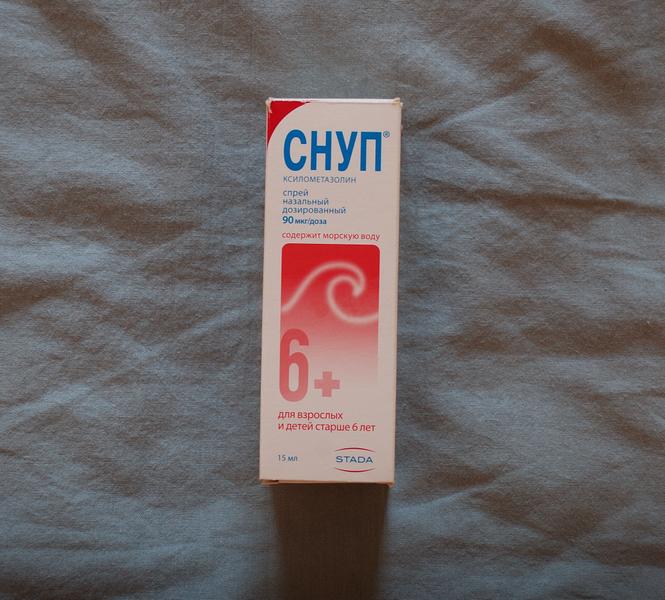 СНУП®
КСИЛОМЕТАЗОЛИН
спрей
назальный
дозированный
90 мкг/доза
содержит морскую воду
6+
для взрослых
и детей старше 6 лет
15 мл
STADA